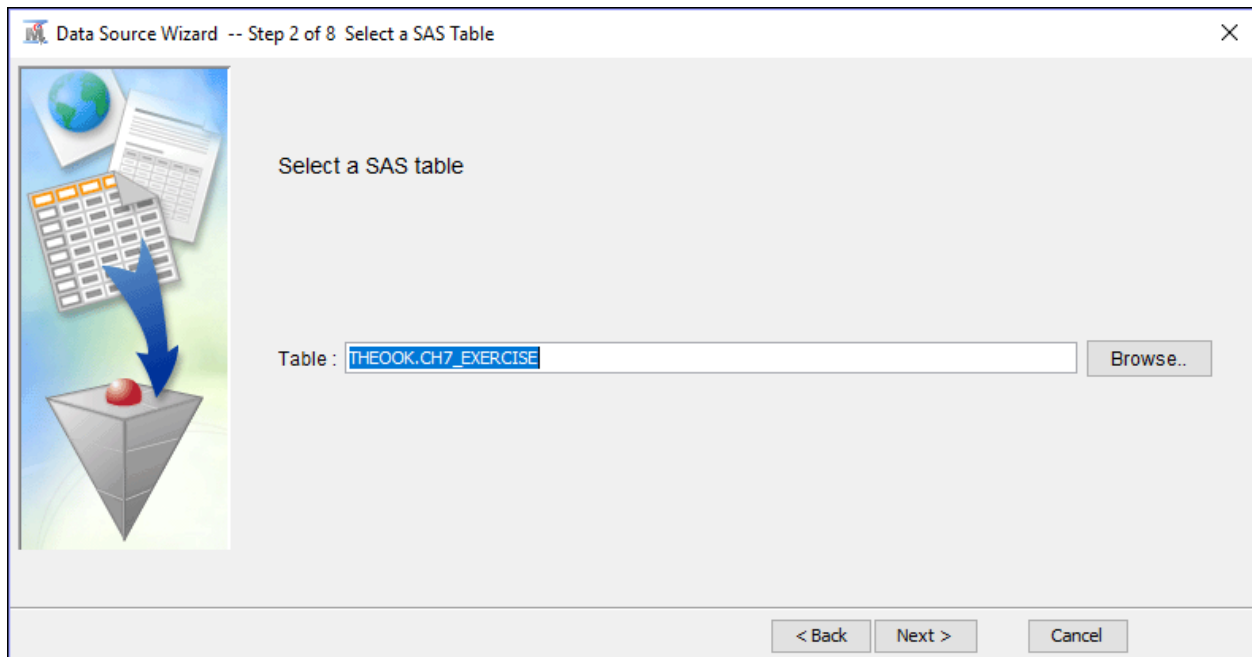 Data Source Wizard -- Step 2 of 8 Select a SAS Table
Select a SAS table
Table : THEOOK.CH7_EXERCISE Browse..
< Back Next > Cancel